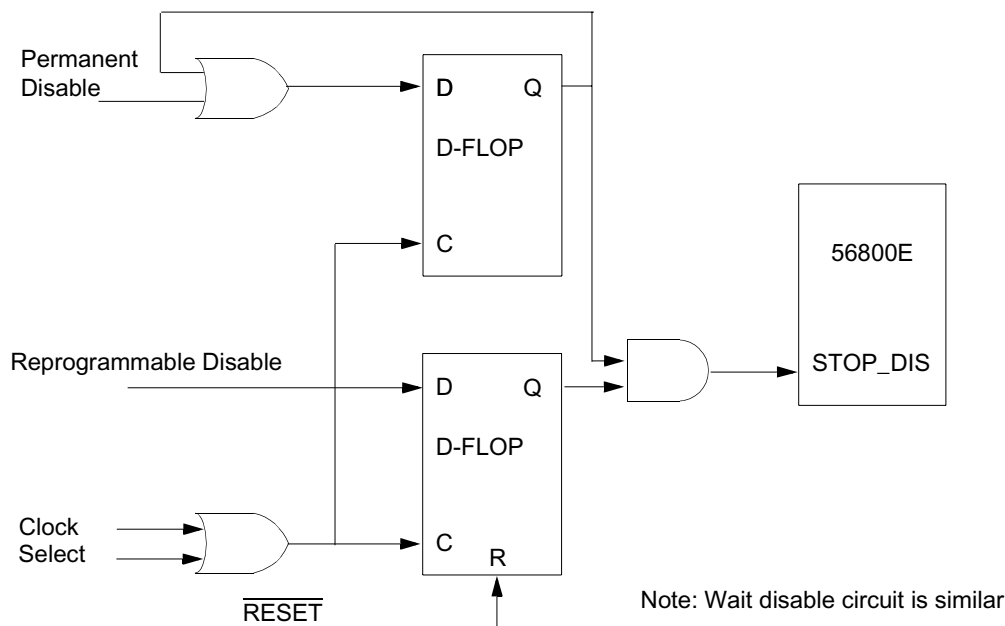 Permanent
Disable
D
Q
D-FLOP
C
56800E
STOP_DIS
Reprogrammable Disable
D
Q
D-FLOP
C
R
Clock
Select
RESET
Note: Wait disable circuit is similar